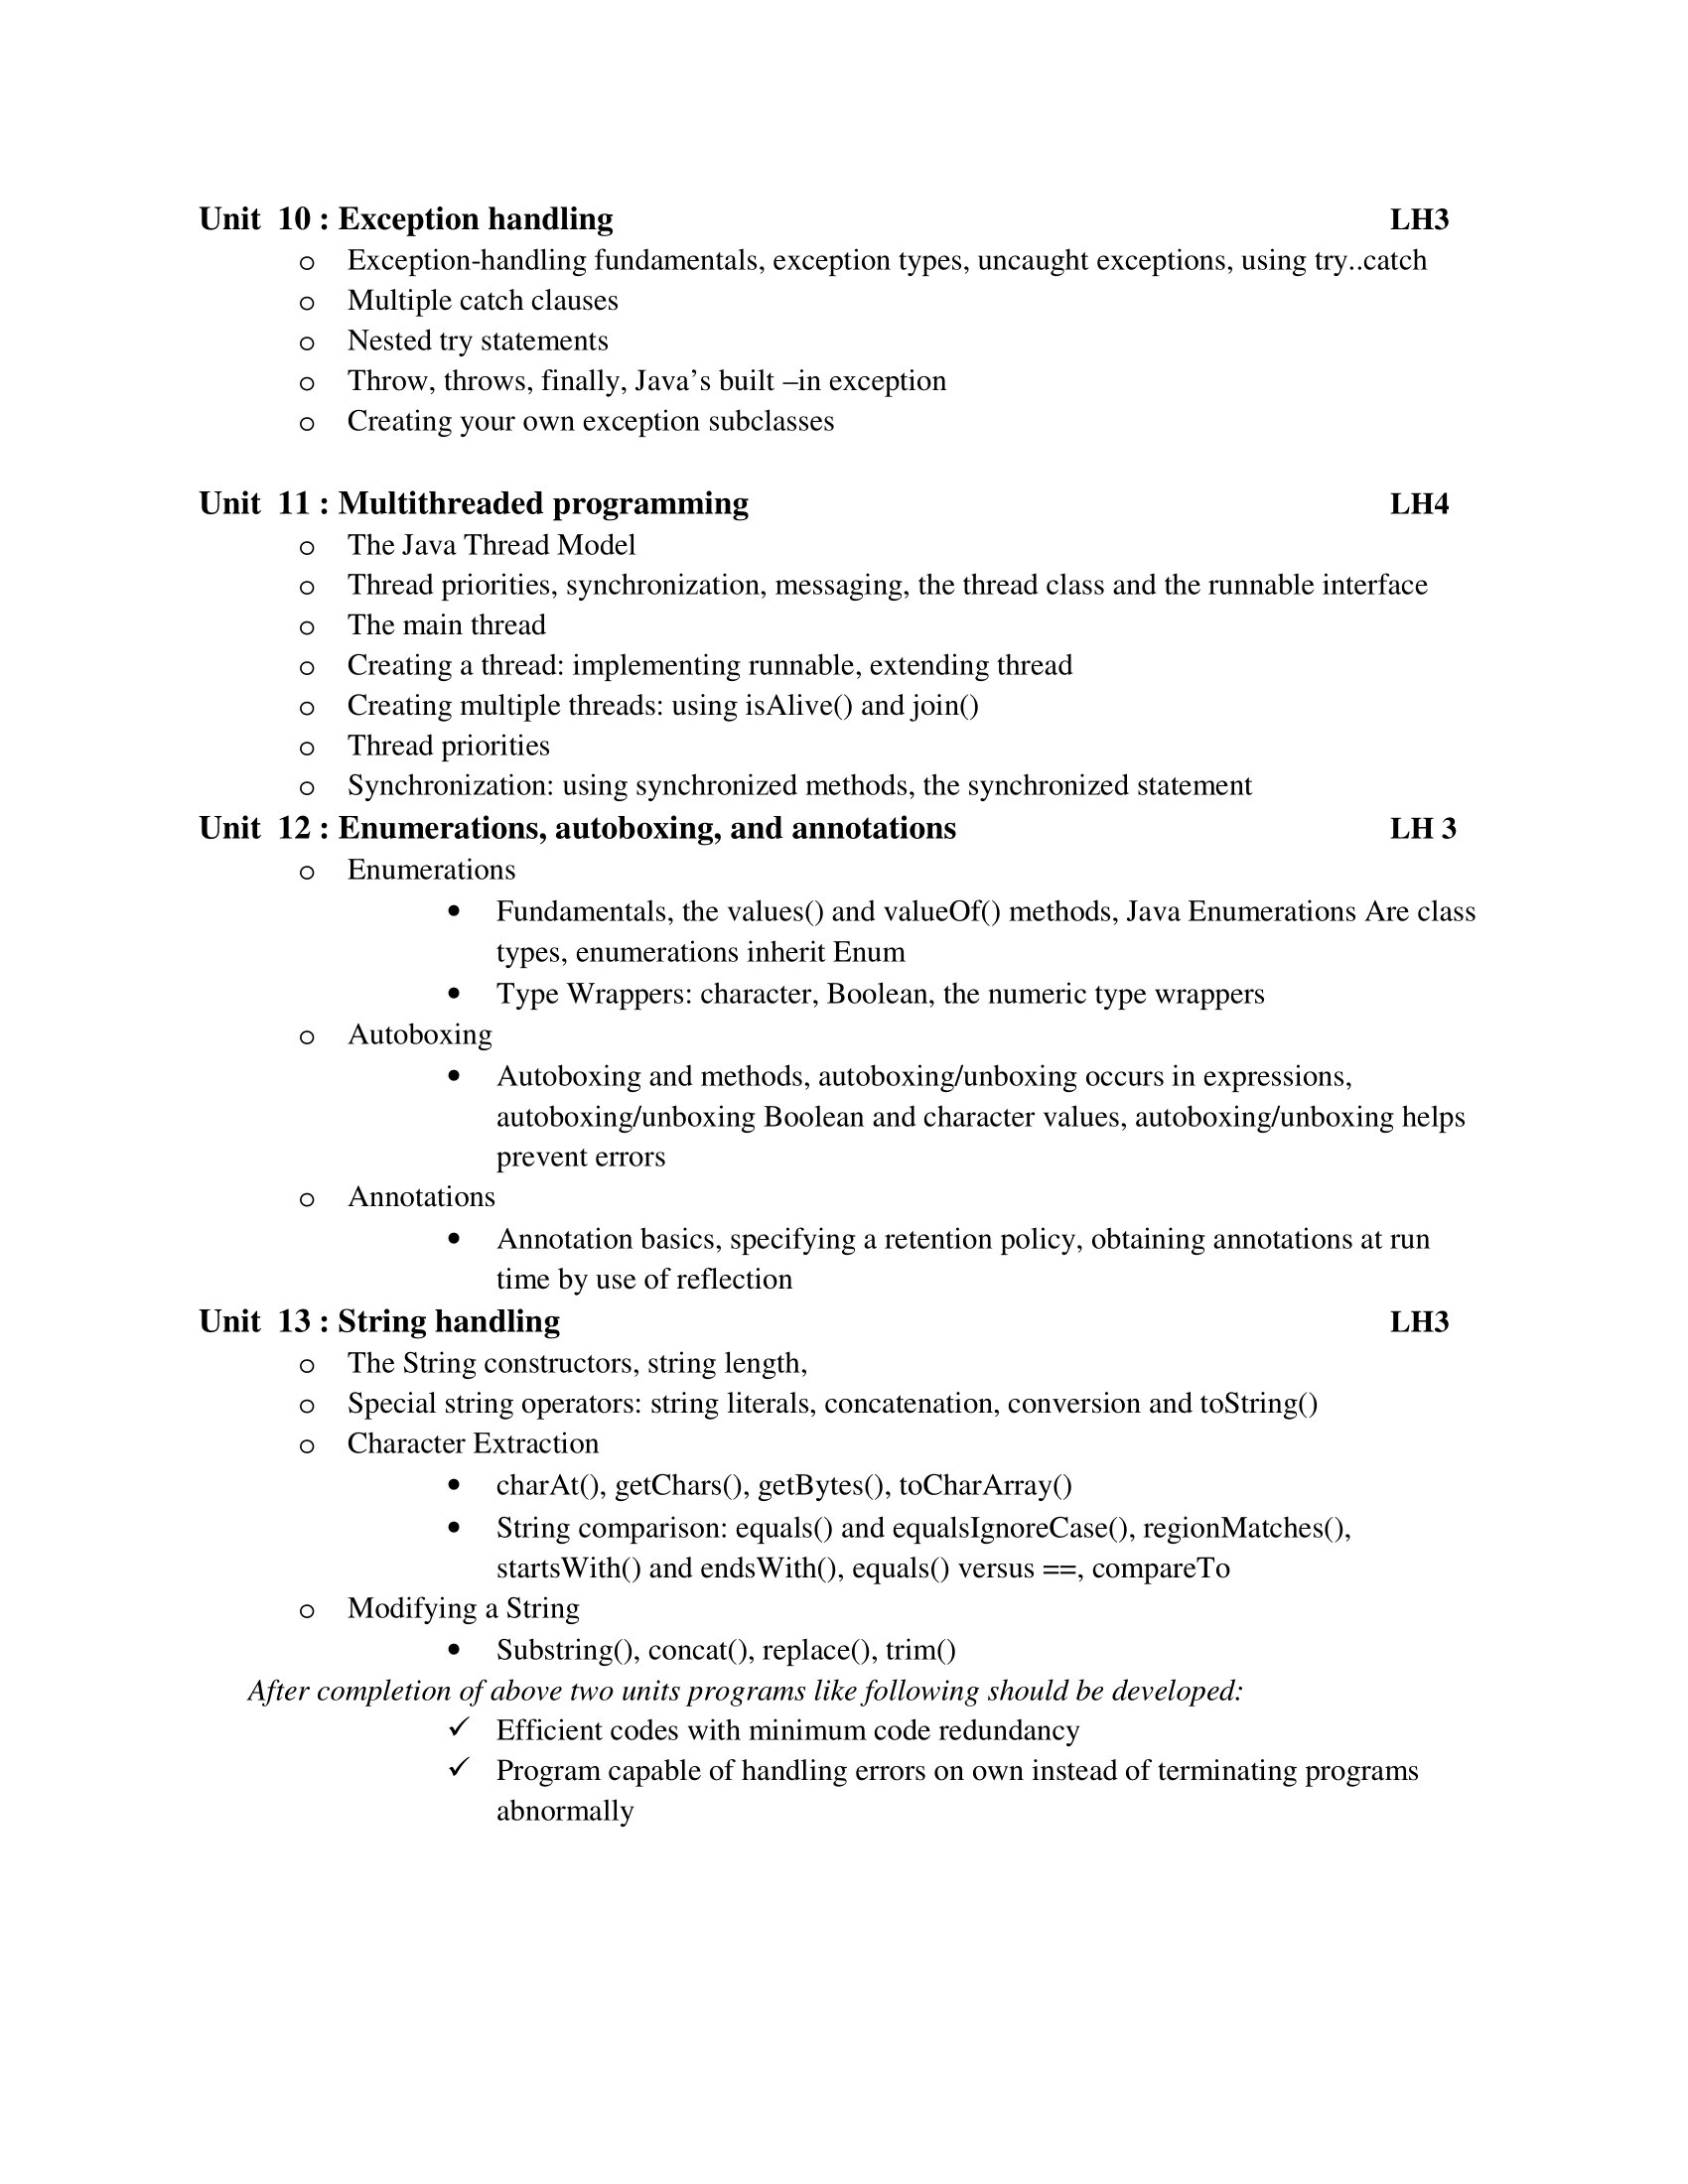 Unit  10 : Exception handling LH3
o Exception-handling fundamentals, exception types, uncaught exceptions, using try..catch
o Multiple catch clauses
o Nested try statements
o Throw, throws, finally, Java’s built –in exception
o Creating your own exception subclasses
Unit  11 : Multithreaded programming LH4
o The Java Thread Model
o Thread priorities, synchronization, messaging, the thread class and the runnable interface
o The main thread
o Creating a thread: implementing runnable, extending thread
o Creating multiple threads: using isAlive() and join()
o Thread priorities
o Synchronization: using synchronized methods, the synchronized statement
Unit  12 : Enumerations, autoboxing, and annotations LH 3
o Enumerations
• Fundamentals, the values() and valueOf() methods, Java Enumerations Are class
types, enumerations inherit Enum
• Type Wrappers: character, Boolean, the numeric type wrappers
o Autoboxing
• Autoboxing and methods, autoboxing/unboxing occurs in expressions,
autoboxing/unboxing Boolean and character values, autoboxing/unboxing helps
prevent errors
o Annotations
• Annotation basics, specifying a retention policy, obtaining annotations at run
time by use of reflection
Unit  13 : String handling LH3
o The String constructors, string length,
o Special string operators: string literals, concatenation, conversion and toString()
o Character Extraction
• charAt(), getChars(), getBytes(), toCharArray()
• String comparison: equals() and equalsIgnoreCase(), regionMatches(),
startsWith() and endsWith(), equals() versus ==, compareTo
o Modifying a String
• Substring(), concat(), replace(), trim()
After completion of above two units programs like following should be developed:
✓ Efficient codes with minimum code redundancy
✓ Program capable of handling errors on own instead of terminating programs
abnormally